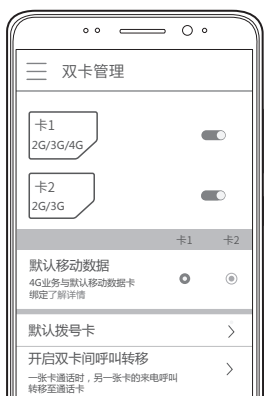 双卡管理
卡1
2G/3G/4G
卡2
2G/3G
卡1 卡2
默认移动数据
4G业务与默认移动数据卡
绑定了解详情
默认拨号卡
开启双卡间呼叫转移
一张卡通话时，另一张卡的来电呼叫
转移至通话卡